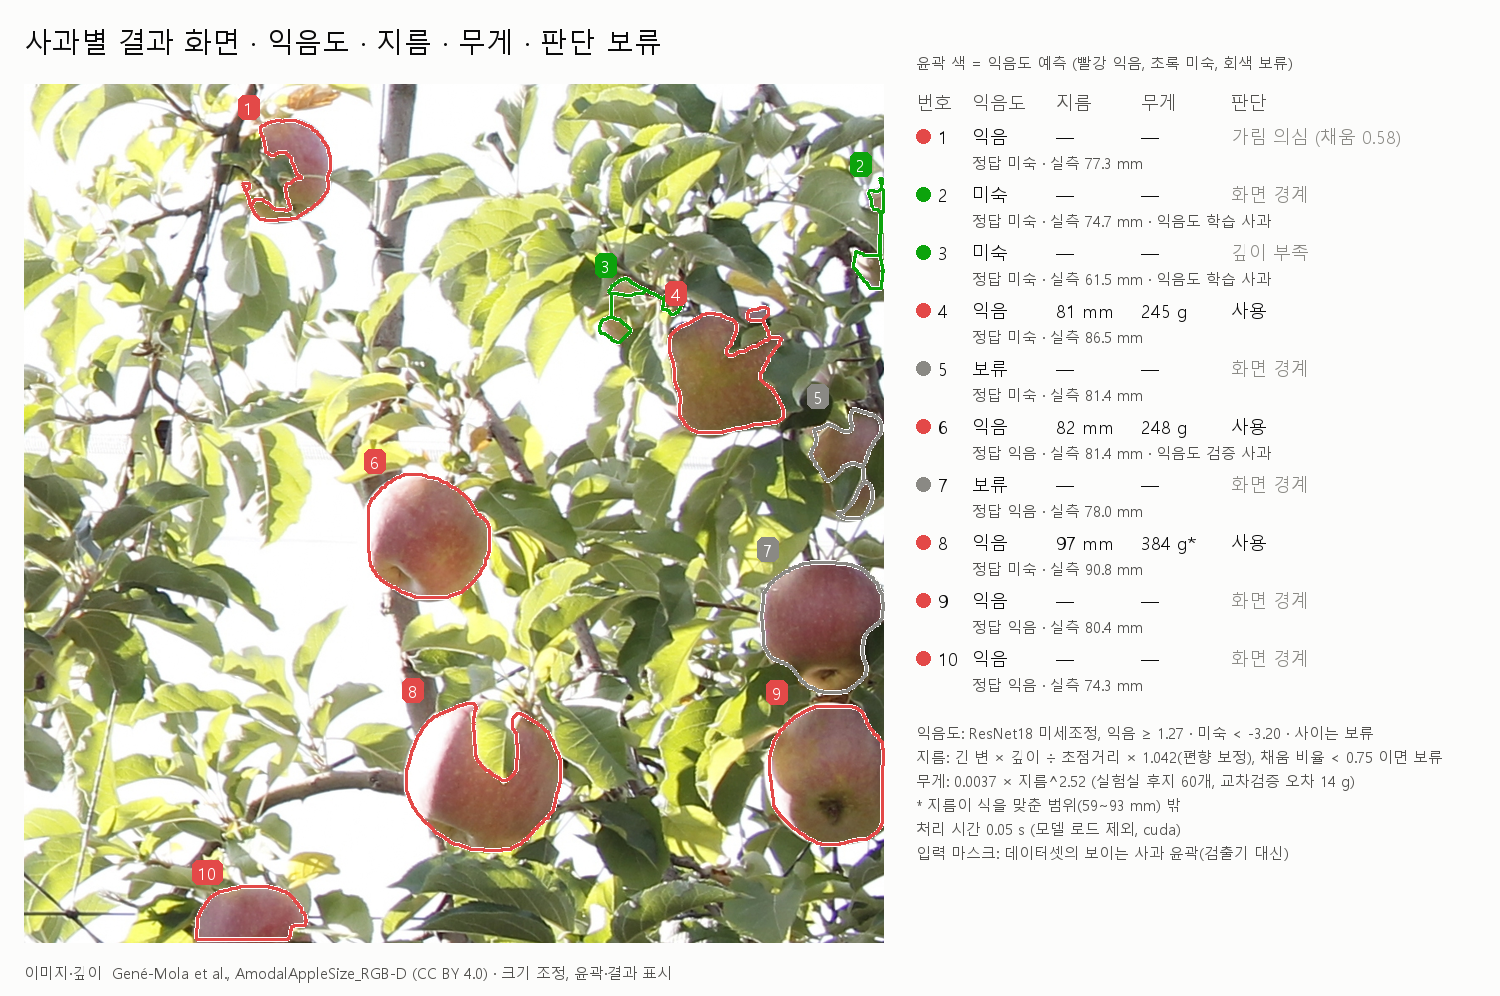 사과별 결과 화면 · 익음도 · 지름 · 무게 · 판단 보류
윤곽 색 = 익음도 예측 (빨강 익음, 초록 미숙, 회색 보류)
번호 익음도 지름 무게 판단
1 익음 — — 가림 의심 (채움 0.58)
정답 미숙 · 실측 77.3 mm
2 미숙 — — 화면 경계
정답 미숙 · 실측 74.7 mm · 익음도 학습 사과
3 미숙 — — 깊이 부족
정답 미숙 · 실측 61.5 mm · 익음도 학습 사과
4 익음 81 mm 245 g 사용
정답 미숙 · 실측 86.5 mm
5 보류 — — 화면 경계
정답 미숙 · 실측 81.4 mm
6 익음 82 mm 248 g 사용
정답 익음 · 실측 81.4 mm · 익음도 검증 사과
7 보류 — — 화면 경계
정답 익음 · 실측 78.0 mm
8 익음 97 mm 384 g* 사용
정답 미숙 · 실측 90.8 mm
9 익음 — — 화면 경계
정답 익음 · 실측 80.4 mm
10 익음 — — 화면 경계
정답 익음 · 실측 74.3 mm
익음도: ResNet18 미세조정, 익음 ≥ 1.27 · 미숙 < -3.20 · 사이는 보류
지름: 긴 변 × 깊이 ÷ 초점거리 × 1.042(편향 보정), 채움 비율 < 0.75 이면 보류
무게: 0.0037 × 지름^2.52 (실험실 후지 60개, 교차검증 오차 14 g)
* 지름이 식을 맞춘 범위(59~93 mm) 밖
처리 시간 0.05 s (모델 로드 제외, cuda)
입력 마스크: 데이터셋의 보이는 사과 윤곽(검출기 대신)
1
2
3
4
5
6
7
8
9
10
이미지·깊이 Gené-Mola et al., AmodalAppleSize_RGB-D (CC BY 4.0) · 크기 조정, 윤곽·결과 표시